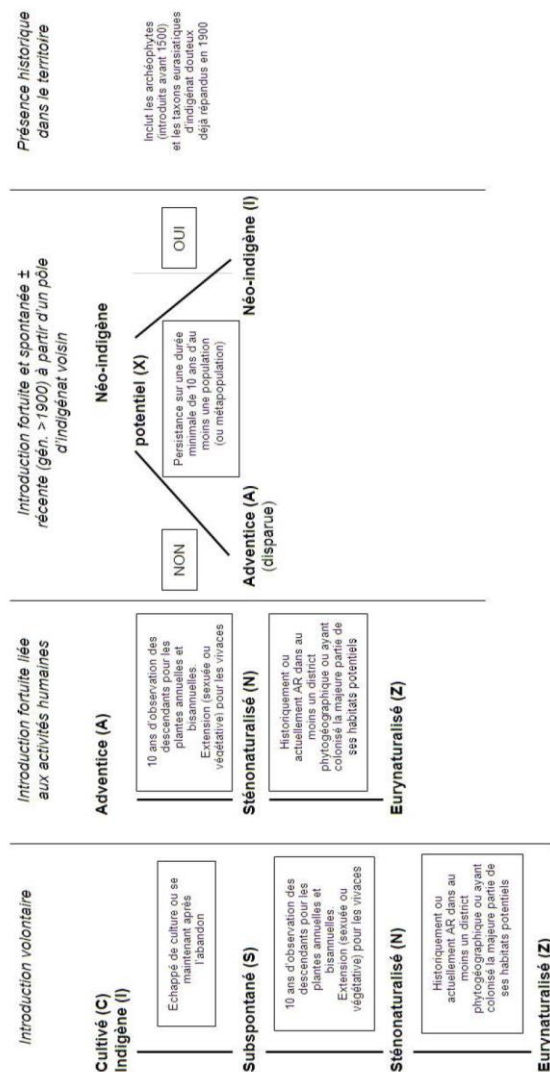 Introduction volontaire
Cultivé (C)
Indigène (I)
Echappé de culture ou se
maintenant après
l'abandon
Subspontané (S)
10 ans d'observation des
descendants pour les
plantes annuelles et
bisannuelles.
Extension (sexuée ou
végétative) pour les vivaces
Sténonaturalisé (N)
Historiquement ou
actuellement AR dans au
moins un district
phytogéographique ou ayant
colonisé la majeure partie de
ses habitats potentiels
Eurynaturalisé (Z)
Introduction fortuite liée
aux activités humaines
Adventice (A)
10 ans d'observation des
descendants pour les
plantes annuelles et
bisannuelles.
Extension (sexuée ou
végétative) pour les vivaces
Sténonaturalisé (N)
Historiquement ou
actuellement AR dans au
moins un district
phytogéographique ou ayant
colonisé la majeure partie de
ses habitats potentiels
Eurynaturalisé (Z)
Introduction fortuite et spontanée ±
récente (gén. >1900) à partir d'un pôle
d'indigénat voisin
Néo-indigène
potentiel (X)
NON
Persistance sur une durée
minimale de 10 ans d'au
moins une population
(ou métapopulation)
OUI
Adventice (A)
(disparue)
Néo-indigène (I)
Présence historique
dans le territoire
Inclut les archéophytes
(introduits avant 1500)
et les taxons eurasiatiques
d'indigénat douteux
déjà répandus en 1900